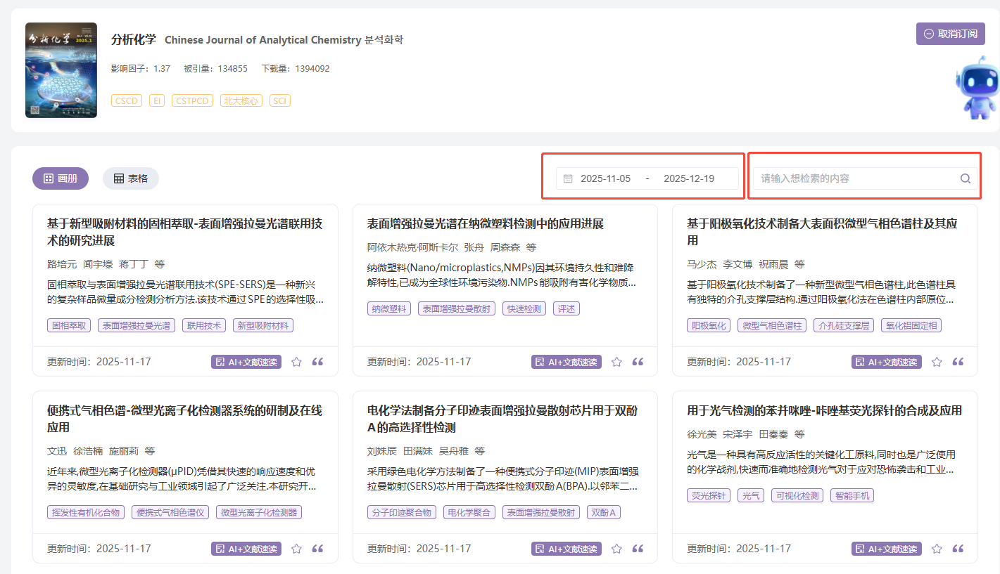 分析化学
2025.1
分析化学 Chinese Journal of Analytical Chemistry 분석화학
取消订阅
影响因子：1.37 被引量：134855 下载量：1394092
CSCD EI CSTPCD 北大核心 SCI
画册 表格
2025-11-05 - 2025-12-19
请输入想检索的内容
基于新型吸附材料的固相萃取-表面增强拉曼光谱联用技
术的研究进展
路培元 闻宇壕 蒋丁丁 等
固相萃取与表面增强拉曼光谱联用技术(SPE-SERS)是一种新兴
的复杂样品微量成分检测分析方法.该技术通过SPE的选择性吸...
固相萃取 表面增强拉曼光谱 联用技术 新型吸附材料
更新时间：2025-11-17 AI+文献速读
表面增强拉曼光谱在纳微塑料检测中的应用进展
阿依木热克·阿斯卡尔 张舟 周森森 等
纳微塑料(Nano/microplastics,NMPs)因其环境持久性和难降
解特性,已成为全球性环境污染物.NMPs能吸附有害化学物质...
纳微塑料 表面增强拉曼散射 快速检测 评述
更新时间：2025-11-17 AI+文献速读
基于阳极氧化技术制备大表面积微型气相色谱柱及其应
用
马少杰 李文博 祝雨晨 等
基于阳极氧化技术制备了一种新型微型气相色谱柱,此色谱柱具
有独特的介孔支撑层结构.通过阳极氧化法在色谱柱内部原位...
阳极氧化 微型气相色谱柱 介孔硅支撑层 氧化铝固定相
更新时间：2025-11-17 AI+文献速读
便携式气相色谱-微型光离子化检测器系统的研制及在线
应用
文迅 徐浩楠 施丽莉 等
近年来,微型光离子化检测器(μPID)凭借其快速的响应速度和优
异的灵敏度,在基础研究与工业领域引起了广泛关注.本研究开...
挥发性有机化合物 便携式气相色谱仪 微型光离子化检测器
更新时间：2025-11-17 AI+文献速读
电化学法制备分子印迹表面增强拉曼散射芯片用于双酚
A的高选择性检测
刘姝辰 田满妹 吴舟雅 等
采用绿色电化学方法制备了一种便携式分子印迹(MIP)表面增强
拉曼散射(SERS)芯片用于高选择性检测双酚A(BPA).以邻苯二...
分子印迹聚合物 电化学聚合 表面增强拉曼散射 双酚A
更新时间：2025-11-17 AI+文献速读
用于光气检测的苯并咪唑-咔唑基荧光探针的合成及应用
徐光美 宋泽宇 田秦秦 等
光气是一种具有高反应活性的关键化工原料,同时也是广泛使用
的化学战剂,快速而准确地检测光气对于应对恐怖袭击和工业...
荧光探针 光气 可视化检测 智能手机
更新时间：2025-11-17 AI+文献速读